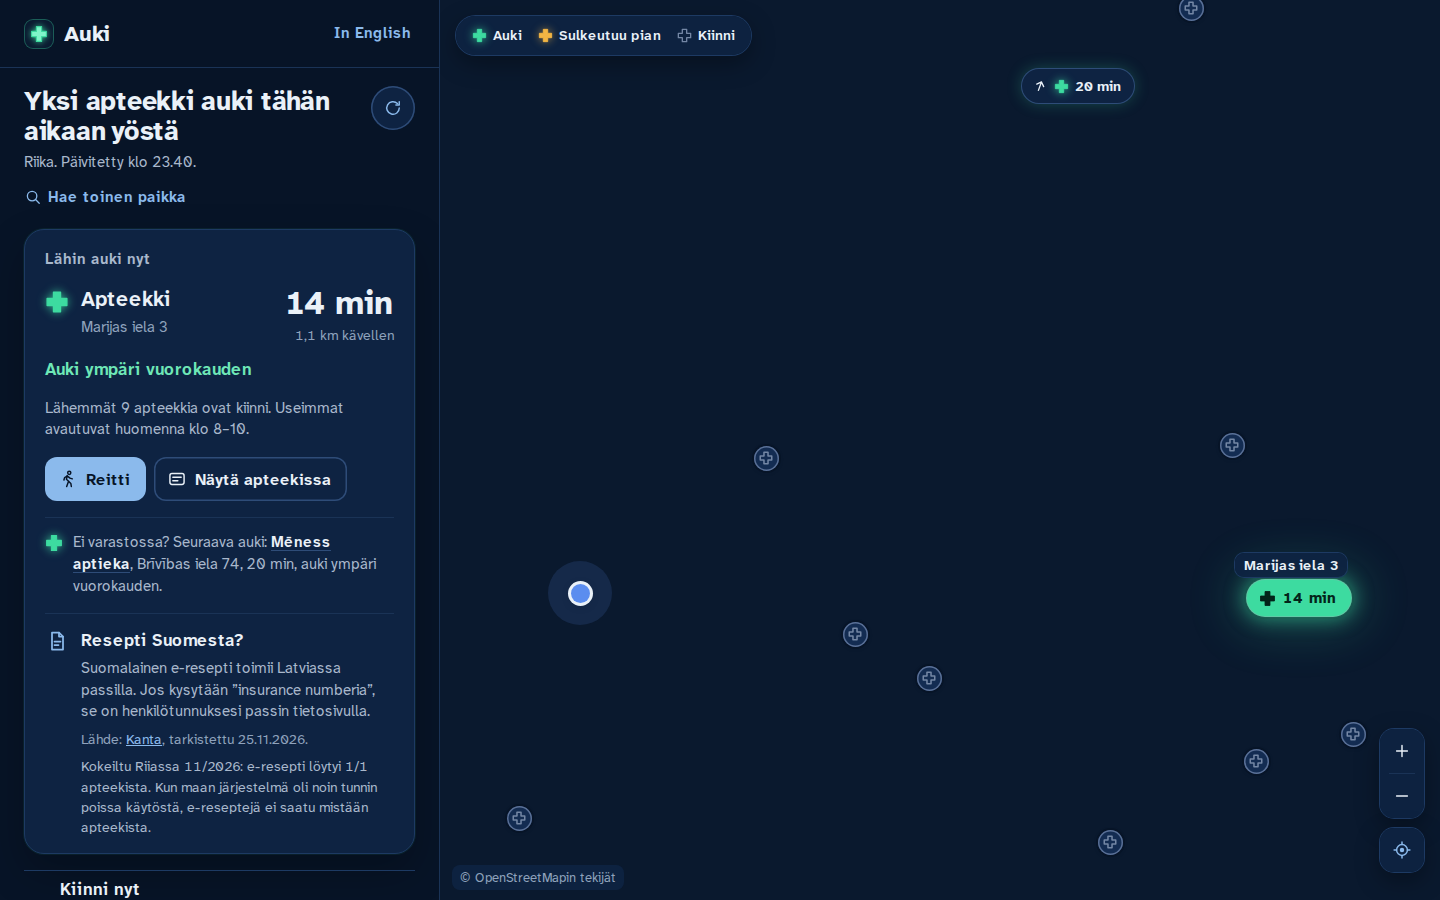 Auki
In English
Yksi apteekki auki tähän
aikaan yöstä
Riika. Päivitetty klo 23.40.
Hae toinen paikka
Lähin auki nyt
Apteekki
14 min
Marijas iela 3
1,1 km kävellen
Auki ympäri vuorokauden
Lähemmät 9 apteekkia ovat kiinni. Useimmat
avautuvat huomenna klo 8–10.
Reitti
Näytä apteekissa
Ei varastossa? Seuraava auki: Mēness
aptieka, Brīvības iela 74, 20 min, auki ympäri
vuorokauden.
Resepti Suomesta?
Suomalainen e-resepti toimii Latviassa
passilla. Jos kysytään ”insurance numberia”,
se on henkilötunnuksesi passin tietosivulla.
Lähde: Kanta, tarkistettu 25.11.2026.
Kokeiltu Riiassa 11/2026: e-resepti löytyi 1/1
apteekista. Kun maan järjestelmä oli noin tunnin
poissa käytöstä, e-reseptejä ei saatu mistään
apteekista.
Kiinni nyt
Auki
Sulkeutuu pian
Kiinni
20 min
Marijas iela 3
14 min
+
−
© OpenStreetMapin tekijät